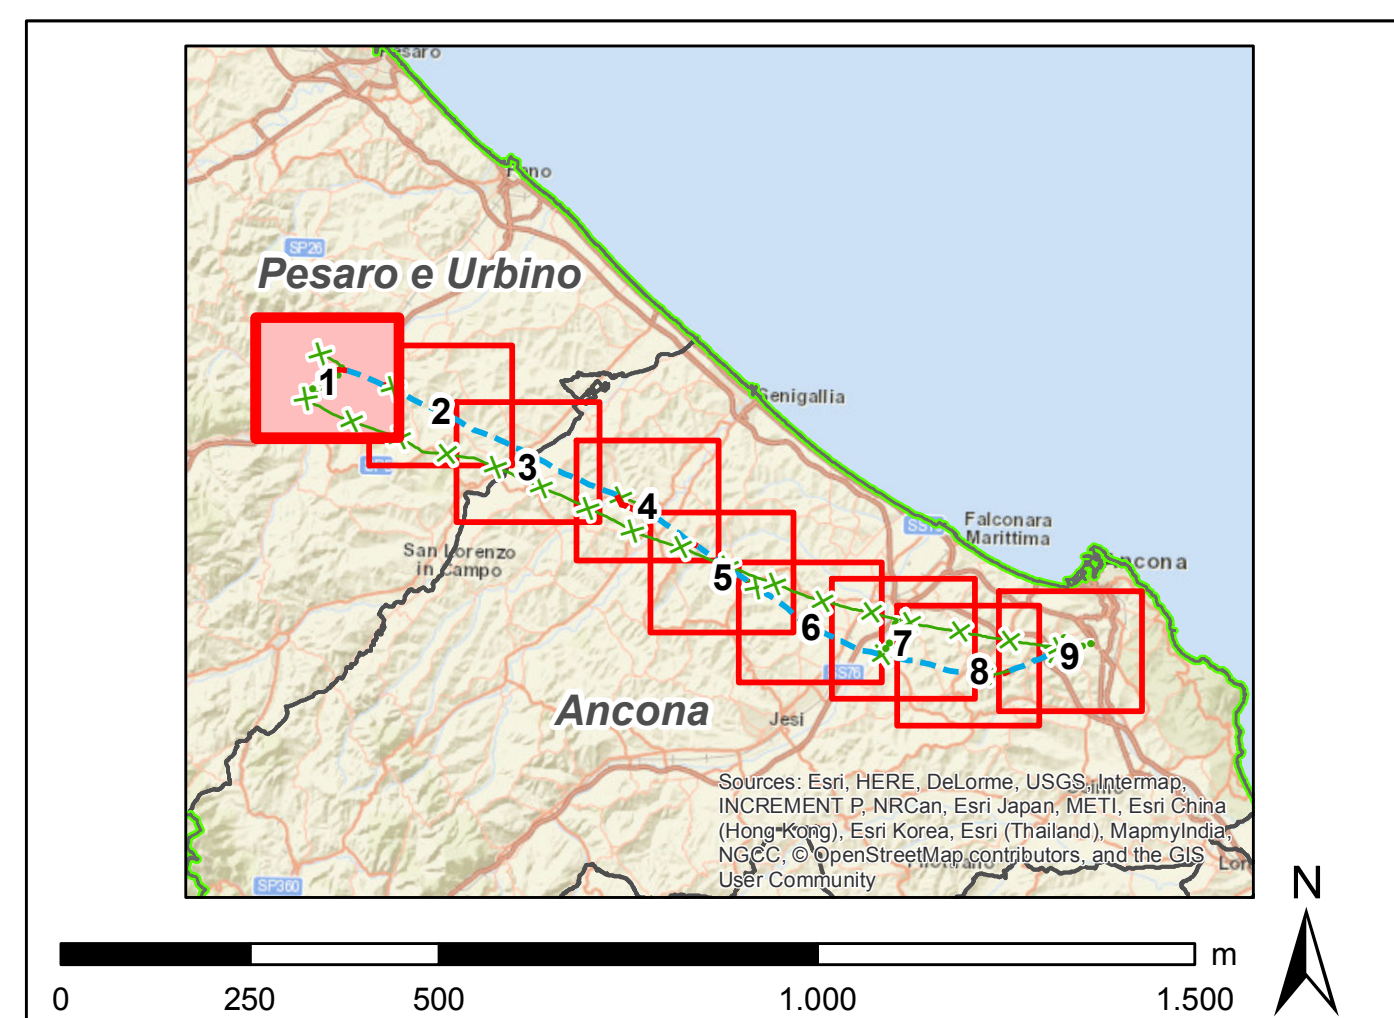 Pesaro
Fano
SP26
Pesaro e Urbino
1
2
Senigallia
3
4
San Lorenzo
in Campo
Falconara
Marittima
Ancona
5
6
7
8
9
SS76
Ancona
Jesi
Sources: Esri, HERE, DeLorme, USGS, Intermap,
INCREMENT P, NRCan, Esri Japan, METI, Esri China
(Hong Kong), Esri Korea, Esri (Thailand), MapmyIndia,
NGCC, © OpenStreetMap contributors, and the GIS
User Community
SP360
N
m
0 250 500 1.000 1.500